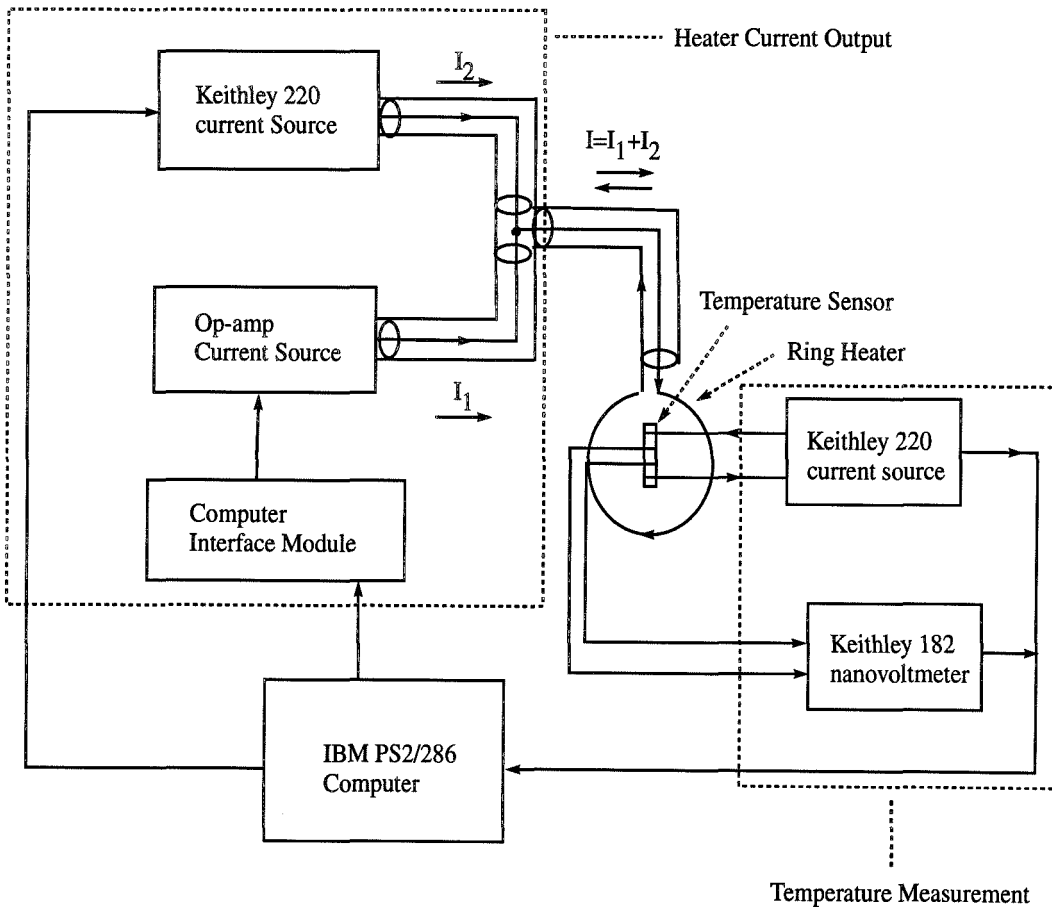 Heater Current Output
I2
Keithley 220
current Source
I=I1+I2
Temperature Sensor
Op-amp
Current Source
Ring Heater
I1
Keithley 220
current source
Computer
Interface Module
Keithley 182
nanovoltmeter
IBM PS2/286
Computer
Temperature Measurement